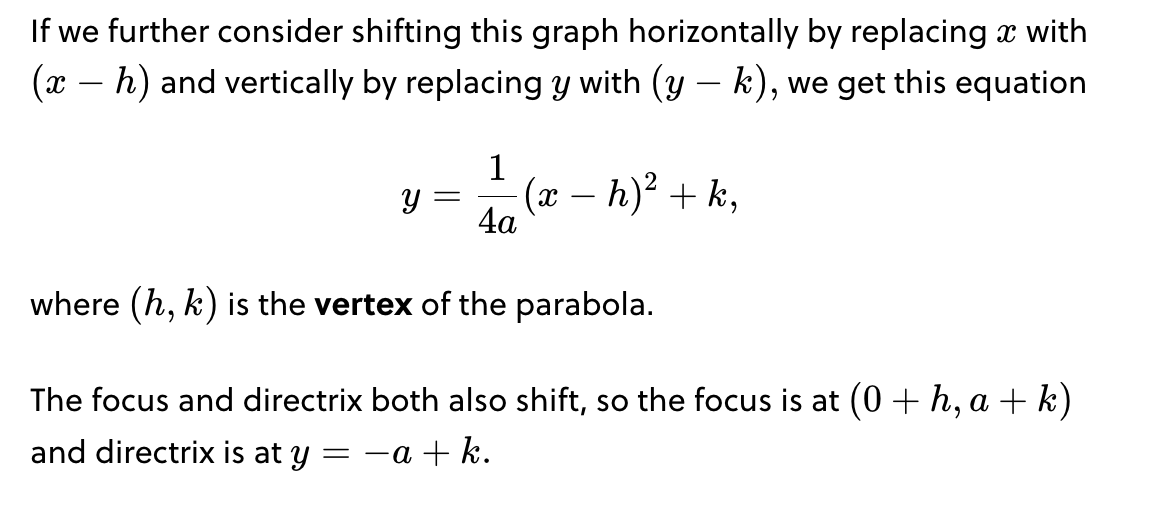 If we further consider shifting this graph horizontally by replacing x with
(x − h) and vertically by replacing y with (y − k), we get this equation
y = \frac{1}{4a}(x − h)^2 + k,
where (h, k) is the vertex of the parabola.
The focus and directrix both also shift, so the focus is at (0 + h, a + k)
and directrix is at y = −a + k.